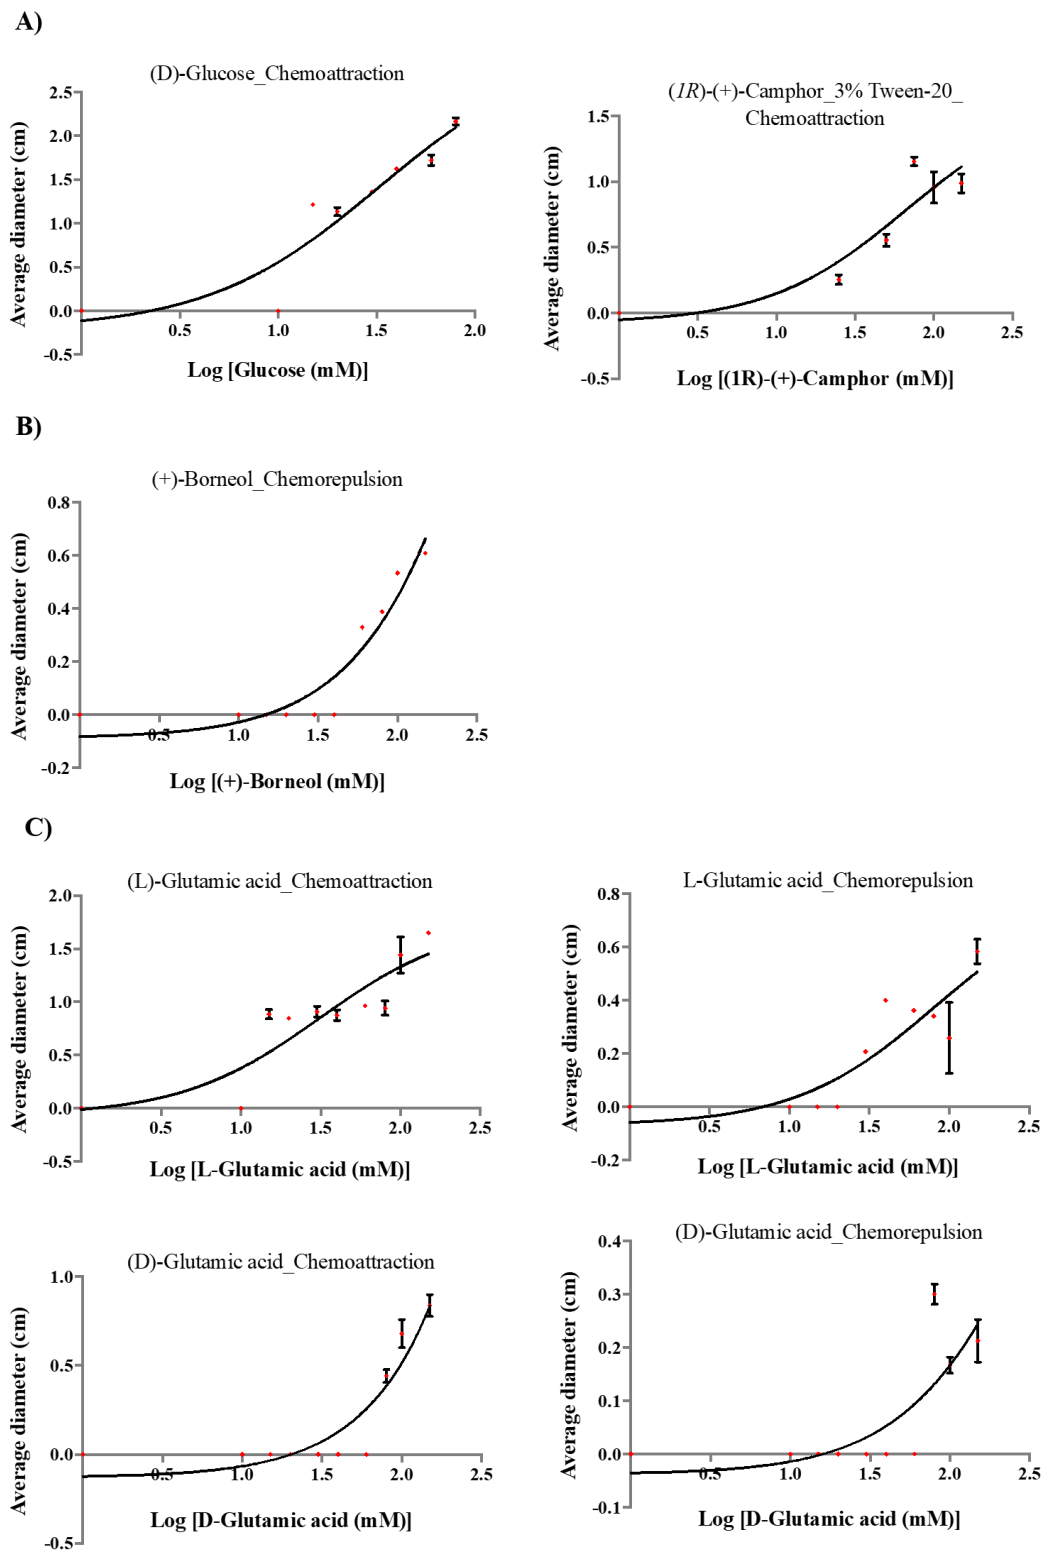 A)
(D)-Glucose_Chemoattraction
2.5
2.0
1.5
1.0
0.5
0.0
-0.5
0.5 1.0 1.5 2.0
Average diameter (cm)
Log [Glucose (mM)]
(1R)-(+)-Camphor_3% Tween-20_
Chemoattraction
1.5
1.0
0.5
0.0
-0.5
0.5 1.0 1.5 2.0 2.5
Average diameter (cm)
Log [(1R)-(+)-Camphor (mM)]
B)
(+)-Borneol_Chemorepulsion
0.8
0.6
0.4
0.2
0.0
-0.2
0.5 1.0 1.5 2.0 2.5
Average diameter (cm)
Log [(+)-Borneol (mM)]
C)
(L)-Glutamic acid_Chemoattraction
2.0
1.5
1.0
0.5
0.0
-0.5
0.5 1.0 1.5 2.0 2.5
Average diameter (cm)
Log [L-Glutamic acid (mM)]
L-Glutamic acid_Chemorepulsion
0.8
0.6
0.4
0.2
0.0
-0.2
0.5 1.0 1.5 2.0 2.5
Average diameter (cm)
Log [L-Glutamic acid (mM)]
(D)-Glutamic acid_Chemoattraction
1.0
0.5
0.0
-0.5
0.5 1.0 1.5 2.0 2.5
Average diameter (cm)
Log [D-Glutamic acid (mM)]
(D)-Glutamic acid_Chemorepulsion
0.4
0.3
0.2
0.1
0.0
-0.1
0.5 1.0 1.5 2.0 2.5
Average diameter (cm)
Log [D-Glutamic acid (mM)]